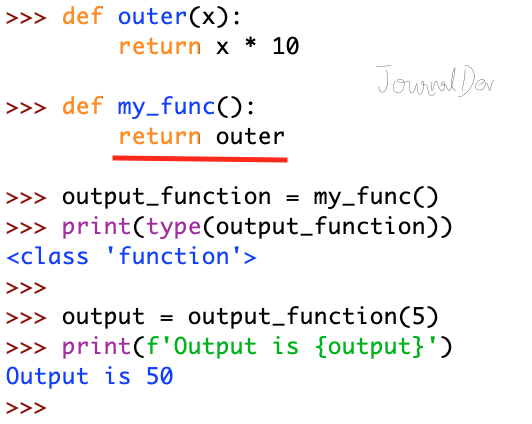 >>> def outer(x):
        return x * 10
JournalDev
>>> def my_func():
        return outer
>>> output_function = my_func()
>>> print(type(output_function))
<class 'function'>
>>>
>>> output = output_function(5)
>>> print(f'Output is {output}')
Output is 50
>>>